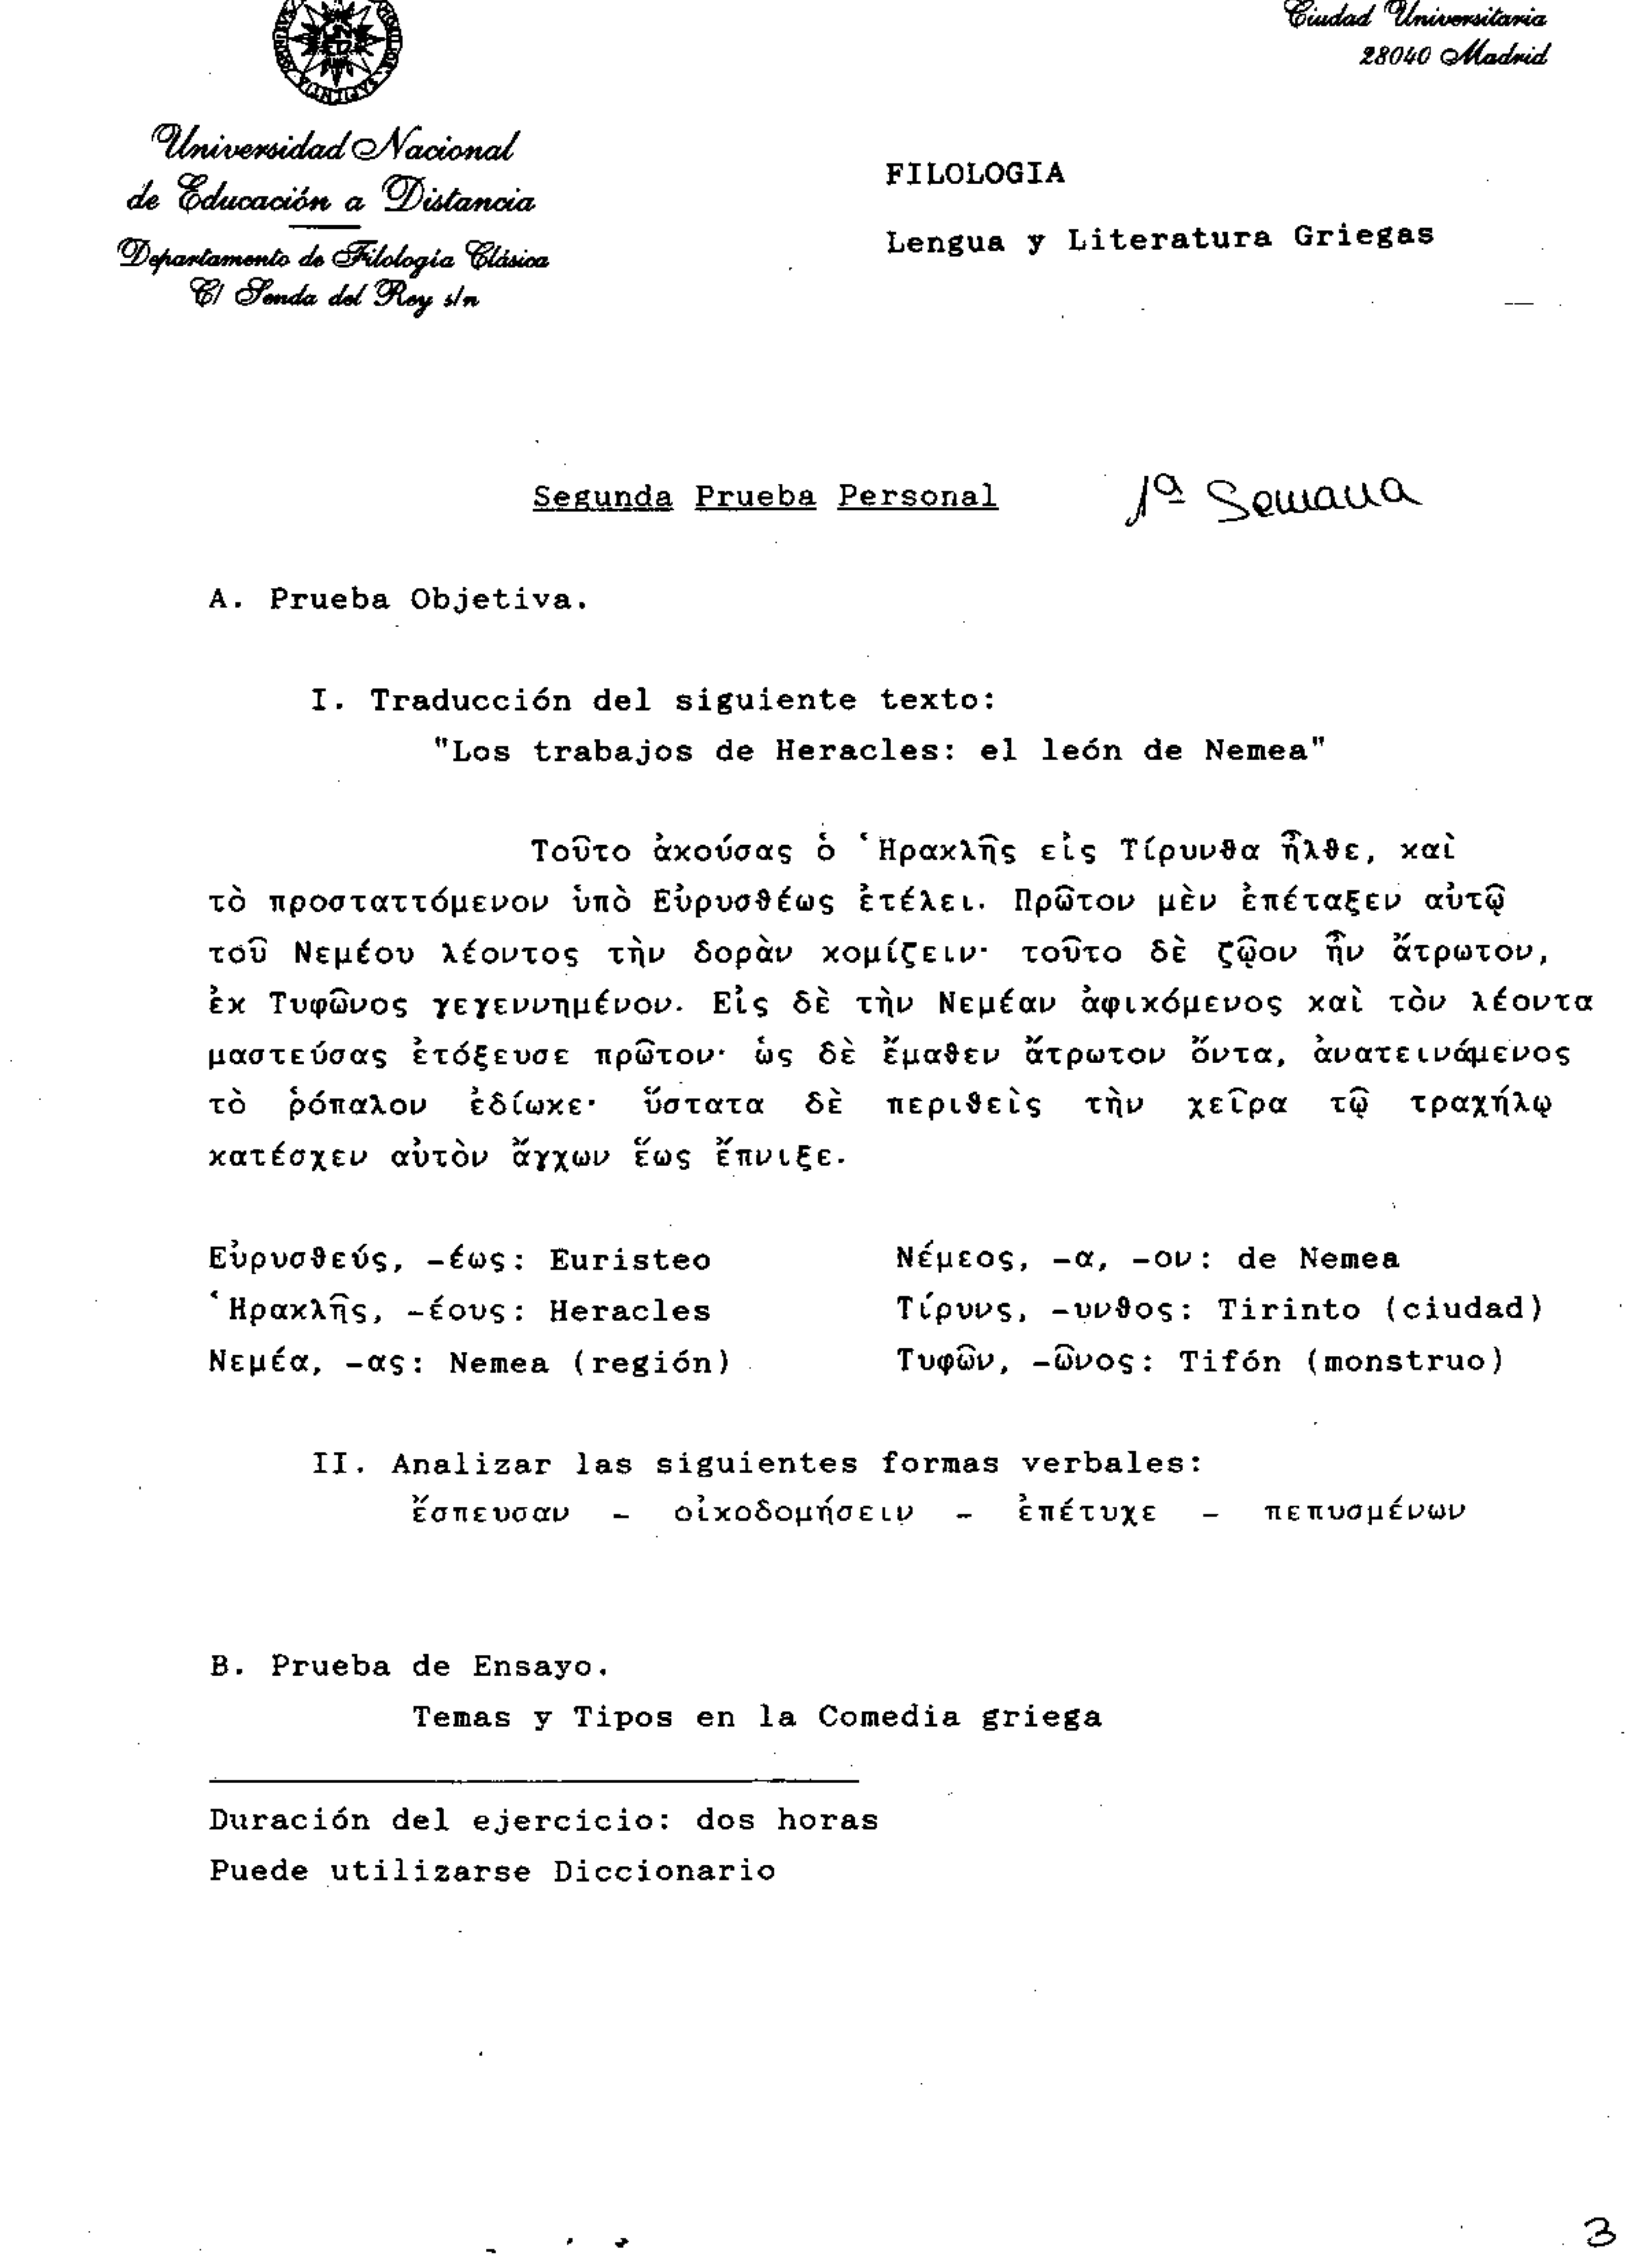 Ciudad Universitaria
28040 Madrid
Universidad Nacional
de Educación a Distancia
Departamento de Filología Clásica
C/ Senda del Rey s/n
FILOLOGIA
Lengua y Literatura Griegas
Segunda Prueba Personal 1ª Semana
A. Prueba Objetiva.
I. Traducción del siguiente texto:
"Los trabajos de Heracles: el león de Nemea"
Τοῦτο ἀκούσας ὁ Ἡρακλῆς εἰς Τίρυνθα ἦλθε, καὶ
τὸ προσταττόμενον ὑπὸ Εὐρυσθέως ἐτέλει. Πρῶτον μὲν ἐπέταξεν αὐτῷ
τοῦ Νεμέου λέοντος τὴν δορὰν κομίζειν· τοῦτο δὲ ζῷον ἦν ἄτρωτον,
ἐκ Τυφῶνος γεγεννημένον. Εἰς δὲ τὴν Νεμέαν ἀφικόμενος καὶ τὸν λέοντα
μαστεύσας ἐτόξευσε πρῶτον· ὡς δὲ ἔμαθεν ἄτρωτον ὄντα, ἀνατεινάμενος
τὸ ῥόπαλον ἐδίωκε· ὕστατα δὲ περιθεὶς τὴν χεῖρα τῷ τραχήλῳ
κατέσχεν αὐτὸν ἄγχων ἕως ἔπνιξε.
Εὐρυσθεύς, -έως: Euristeo
Ἡρακλῆς, -έους: Heracles
Νεμέα, -ας: Nemea (región)
Νέμεος, -α, -ον: de Nemea
Τίρυνς, -υνθος: Tirinto (ciudad)
Τυφῶν, -ῶνος: Tifón (monstruo)
II. Analizar las siguientes formas verbales:
ἔσπευσαν - οἰκοδομήσειν - ἐπέτυχε - πεπυσμένων
B. Prueba de Ensayo.
Temas y Tipos en la Comedia griega
Duración del ejercicio: dos horas
Puede utilizarse Diccionario
3